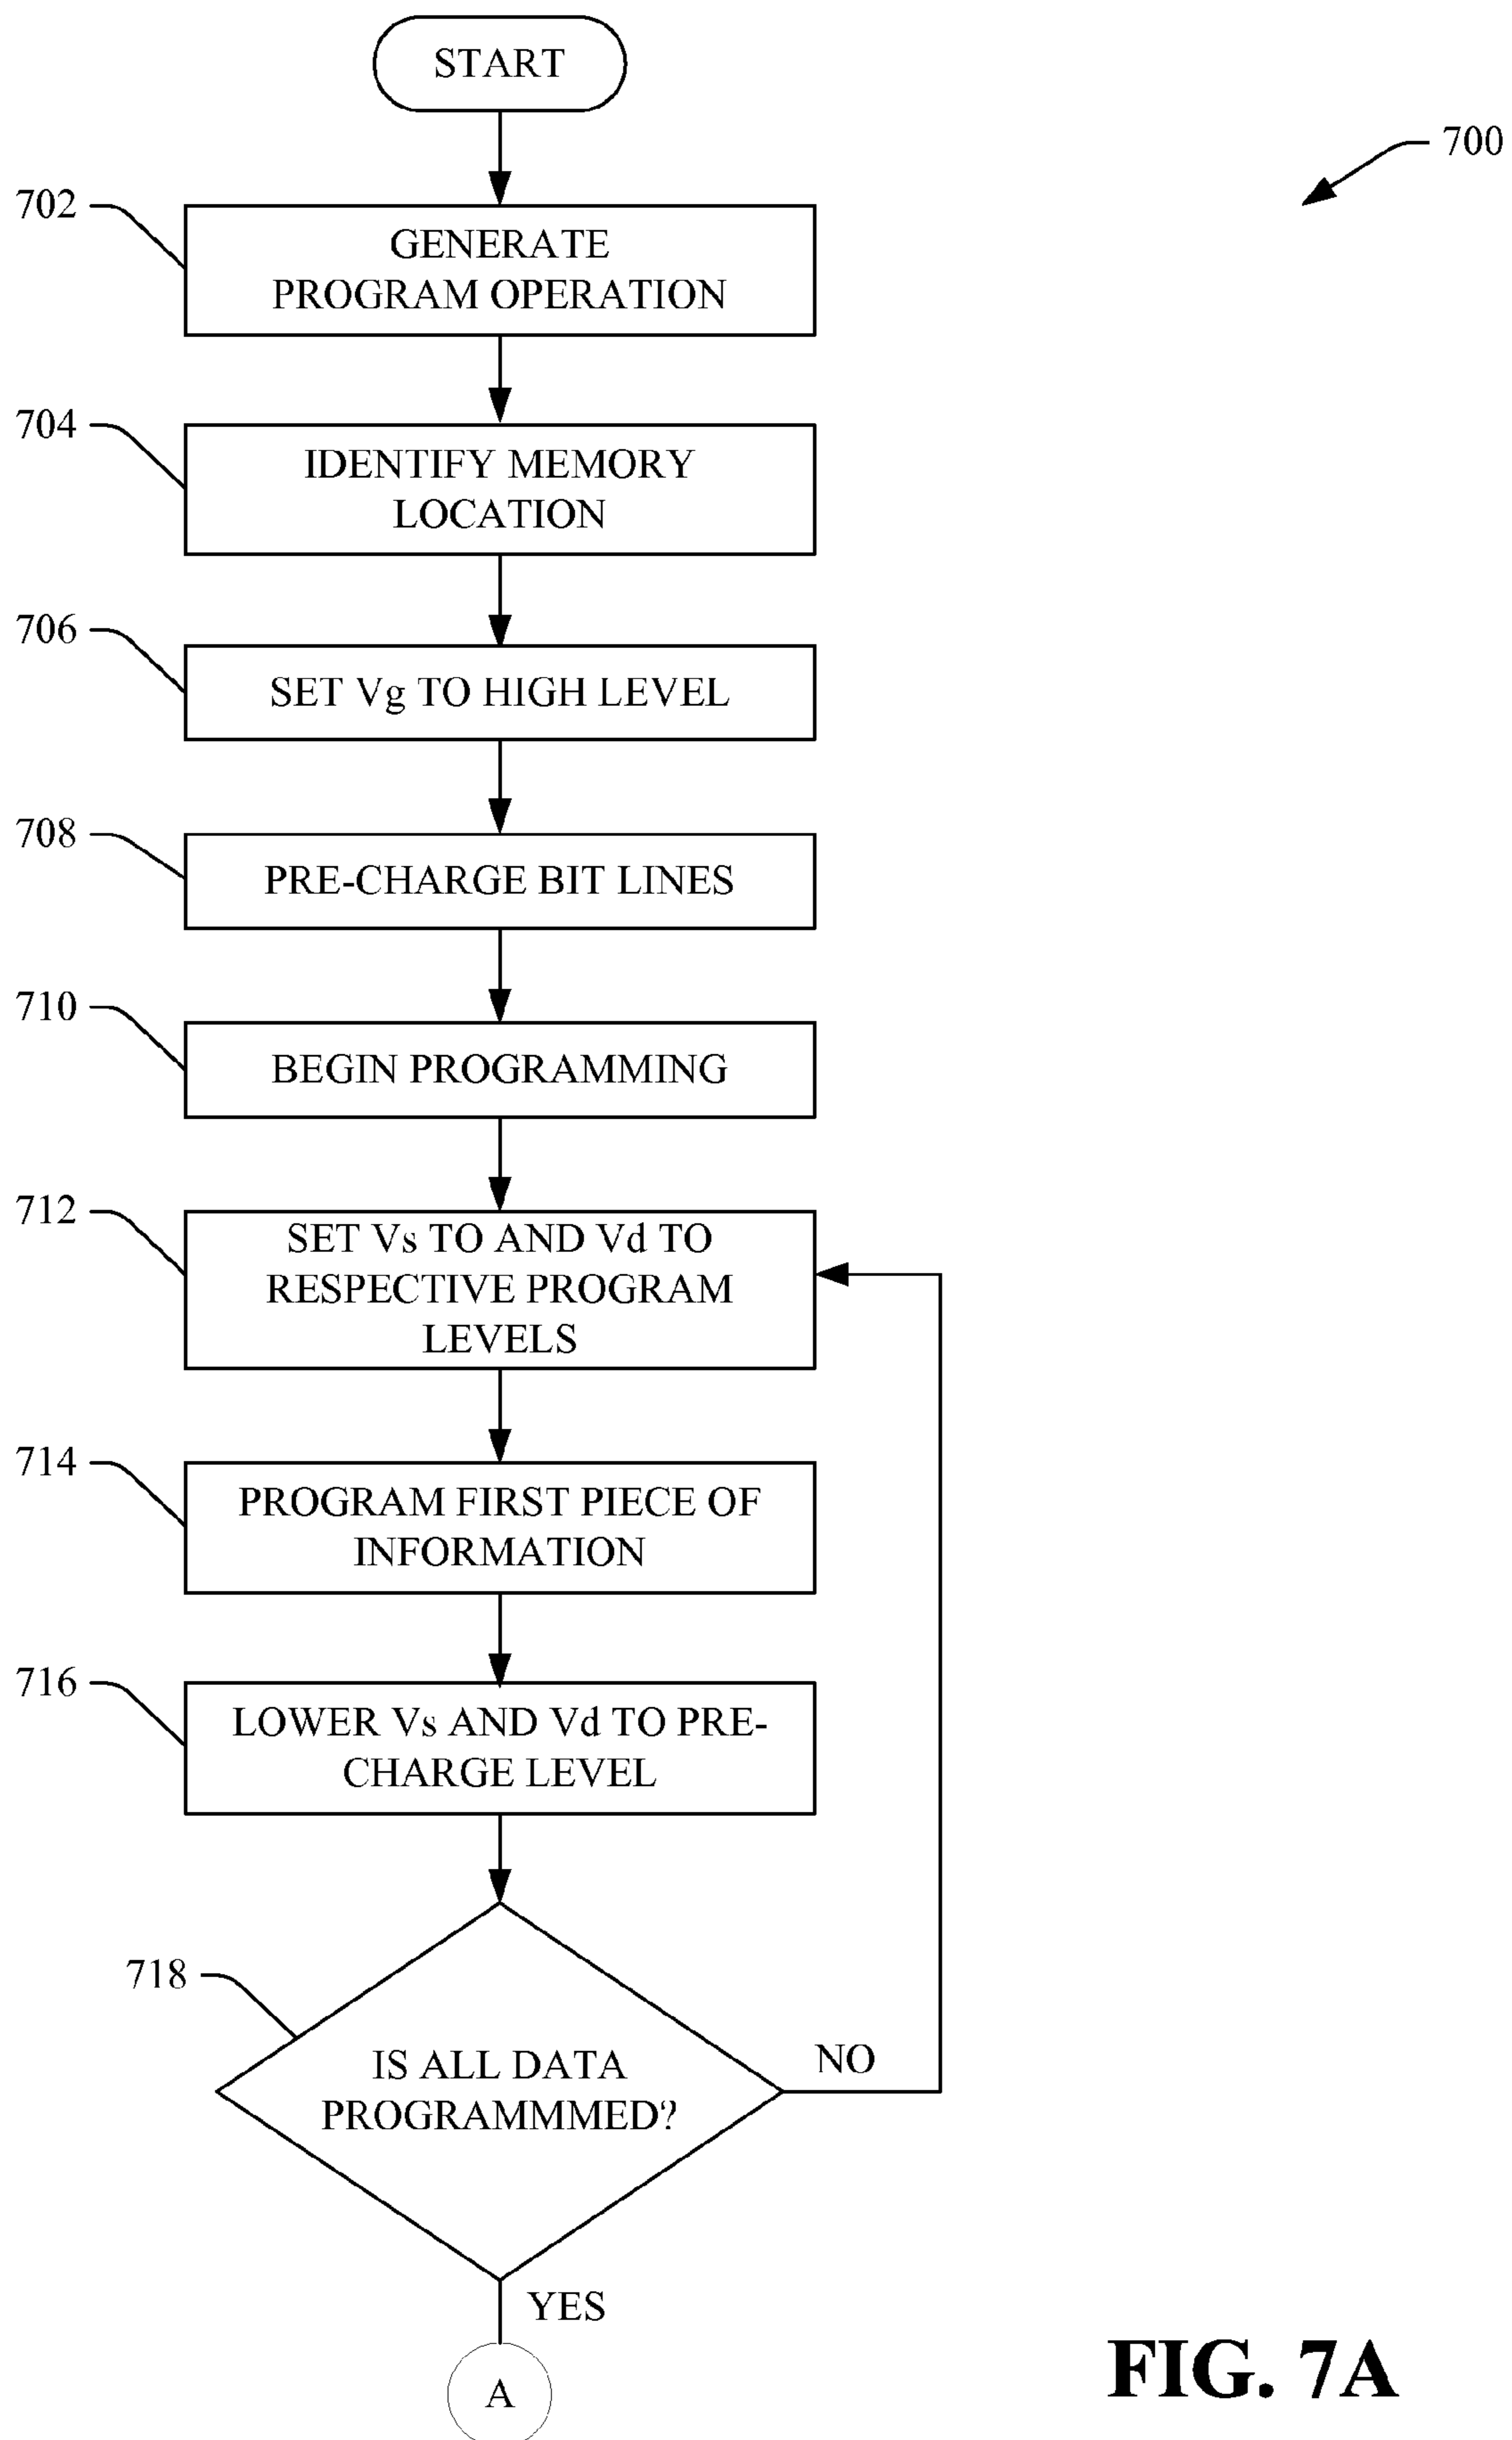 START
700
702
GENERATE
PROGRAM OPERATION
704
IDENTIFY MEMORY
LOCATION
706
SET Vg TO HIGH LEVEL
708
PRE-CHARGE BIT LINES
710
BEGIN PROGRAMMING
712
SET Vs TO AND Vd TO
RESPECTIVE PROGRAM
LEVELS
714
PROGRAM FIRST PIECE OF
INFORMATION
716
LOWER Vs AND Vd TO PRE-
CHARGE LEVEL
718
IS ALL DATA
PROGRAMMMED?
NO
YES
A
FIG. 7A